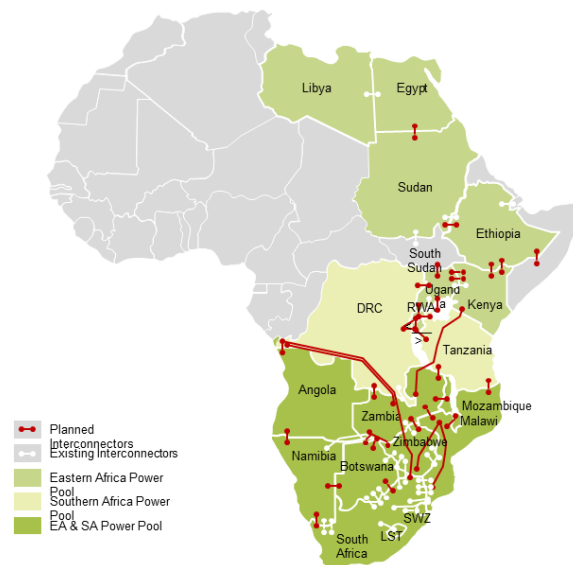 Libya
Egypt
Sudan
Ethiopia
South
Sudan
Ugand
a
DRC
RWA
Kenya
Tanzania
Angola
Zambia
Mozambique
Malawi
Zimbabwe
Namibia
Botswana
SWZ
LST
South
Africa
Planned
Interconnectors
Existing Interconnectors
Eastern Africa Power
Pool
Southern Africa Power
Pool
EA & SA Power Pool